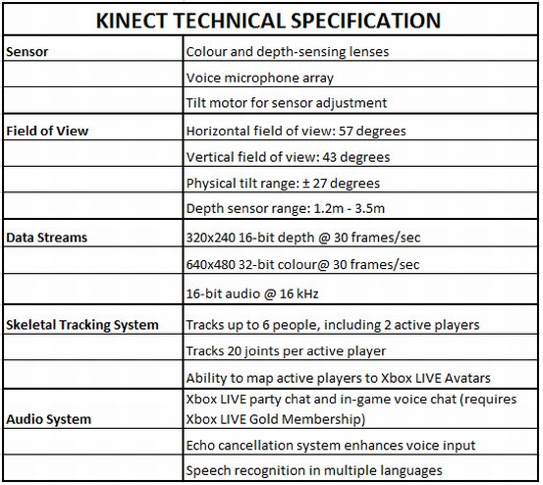 KINECT TECHNICAL SPECIFICATION
Sensor
Colour and depth-sensing lenses
Voice microphone array
Tilt motor for sensor adjustment
Field of View
Horizontal field of view: 57 degrees
Vertical field of view: 43 degrees
Physical tilt range: ± 27 degrees
Depth sensor range: 1.2m - 3.5m
Data Streams
320x240 16-bit depth @ 30 frames/sec
640x480 32-bit colour@ 30 frames/sec
16-bit audio @ 16 kHz
Skeletal Tracking System
Tracks up to 6 people, including 2 active players
Tracks 20 joints per active player
Ability to map active players to Xbox LIVE Avatars
Audio System
Xbox LIVE party chat and in-game voice chat (requires
Xbox LIVE Gold Membership)
Echo cancellation system enhances voice input
Speech recognition in multiple languages